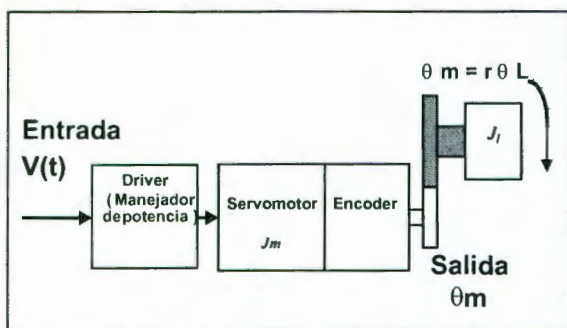 θ m = r θ L
Entrada
V(t)
Driver
( Manejador
depotencia )
Servomotor
Jm
Encoder
Jl
Salida
θm